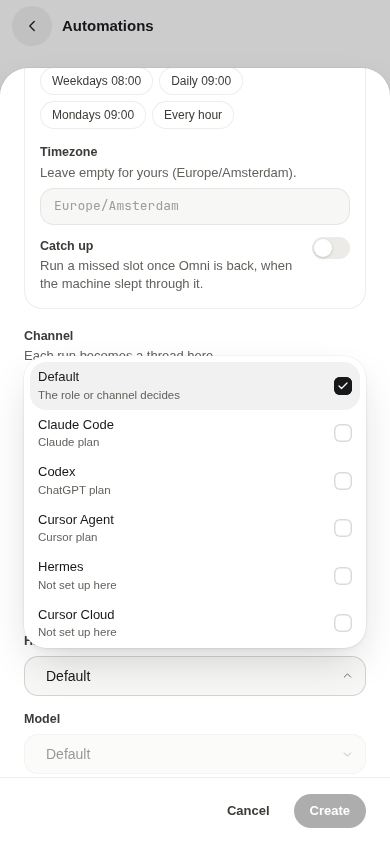 Automations
Weekdays 08:00
Daily 09:00
Mondays 09:00
Every hour
Timezone
Leave empty for yours (Europe/Amsterdam).
Europe/Amsterdam
Catch up
Run a missed slot once Omni is back, when
the machine slept through it.
Channel
Each run becomes a thread here
Default
The role or channel decides
Claude Code
Claude plan
Codex
ChatGPT plan
Cursor Agent
Cursor plan
Hermes
Not set up here
Cursor Cloud
Not set up here
Default
Model
Default
Cancel
Create